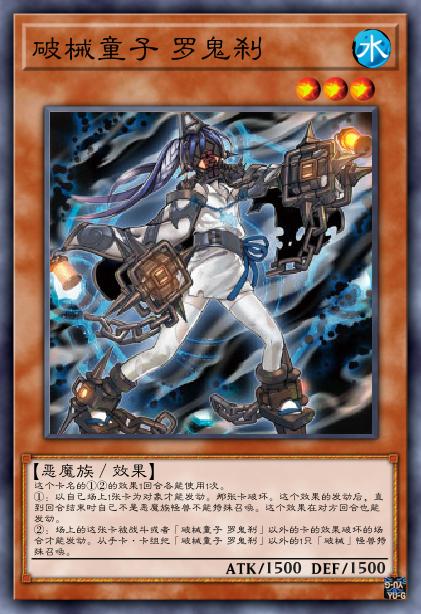 破械童子 罗鬼刹
水
【恶魔族／效果】
这个卡名的①②的效果1回合各能使用1次。
①：以自己场上1张卡为对象才能发动。那张卡破坏。这个效果的发动后，直
到回合结束时自己不是恶魔族怪兽不能特殊召唤。这个效果在对方回合也能
发动。
②：场上的这张卡被战斗或者「破械童子 罗鬼刹」以外的卡的效果破坏的场
合才能发动。从手卡·卡组把「破械童子 罗鬼刹」以外的1只「破械」怪兽特
殊召唤。
ATK/1500 DEF/1500